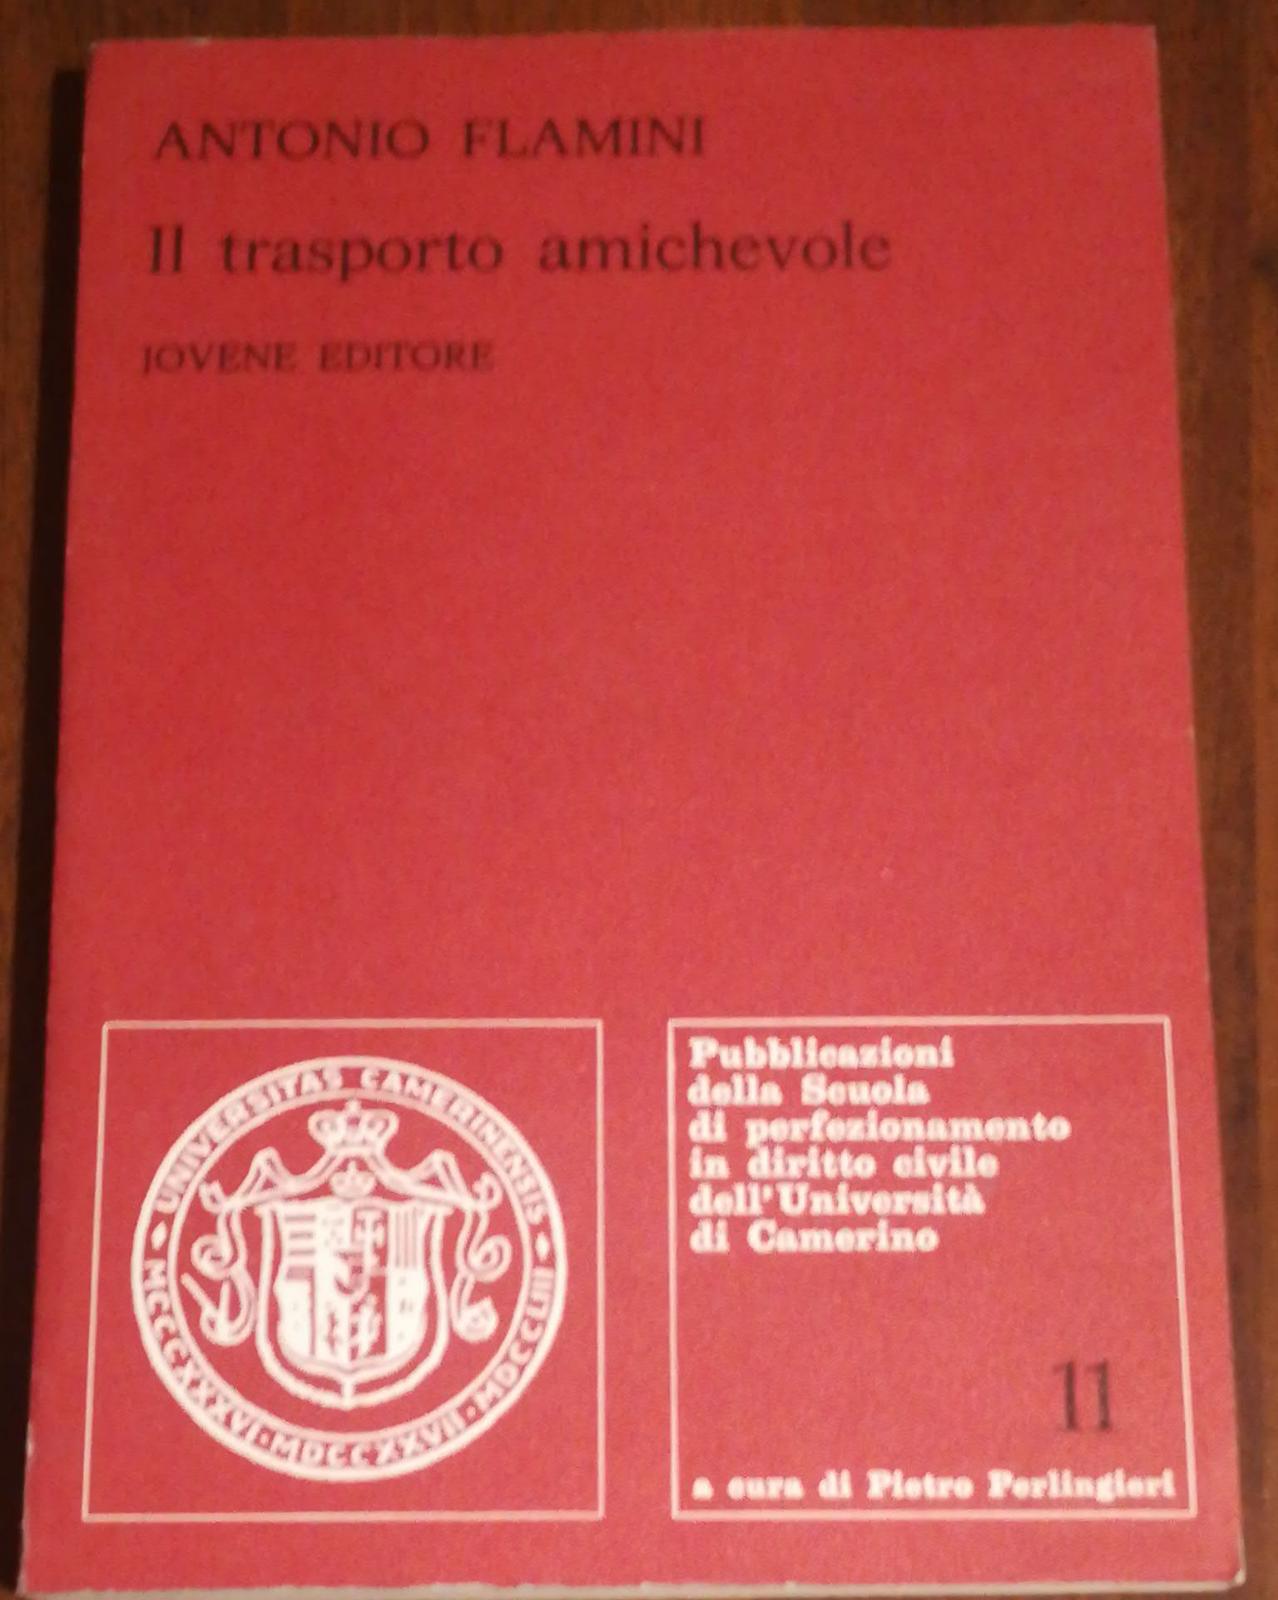 ANTONIO FLAMINI
Il trasporto amichevole
JOVENE EDITORE
UNIVERSITAS CAMERINENSIS
MCCCXXXVI · MDCCXXVII · MDCCLIII
Pubblicazioni
della Scuola
di perfezionamento
in diritto civile
dell'Università
di Camerino
11
a cura di Pietro Perlingieri